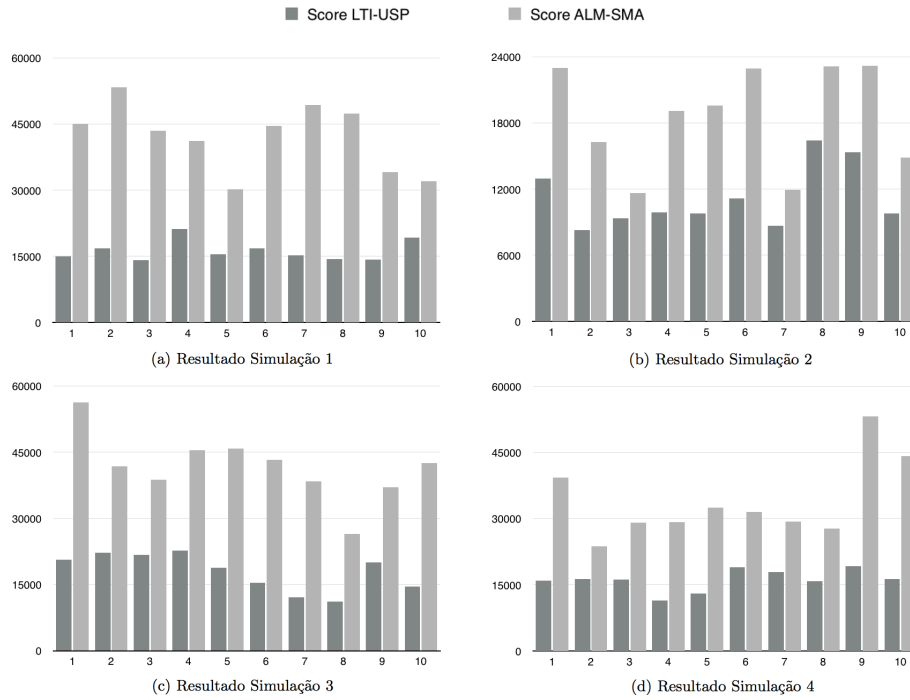 Score LTI-USP
Score ALM-SMA
60000
45000
30000
15000
0
1 2 3 4 5 6 7 8 9 10
(a) Resultado Simulação 1
24000
18000
12000
6000
0
1 2 3 4 5 6 7 8 9 10
(b) Resultado Simulação 2
60000
45000
30000
15000
0
1 2 3 4 5 6 7 8 9 10
(c) Resultado Simulação 3
60000
45000
30000
15000
0
1 2 3 4 5 6 7 8 9 10
(d) Resultado Simulação 4